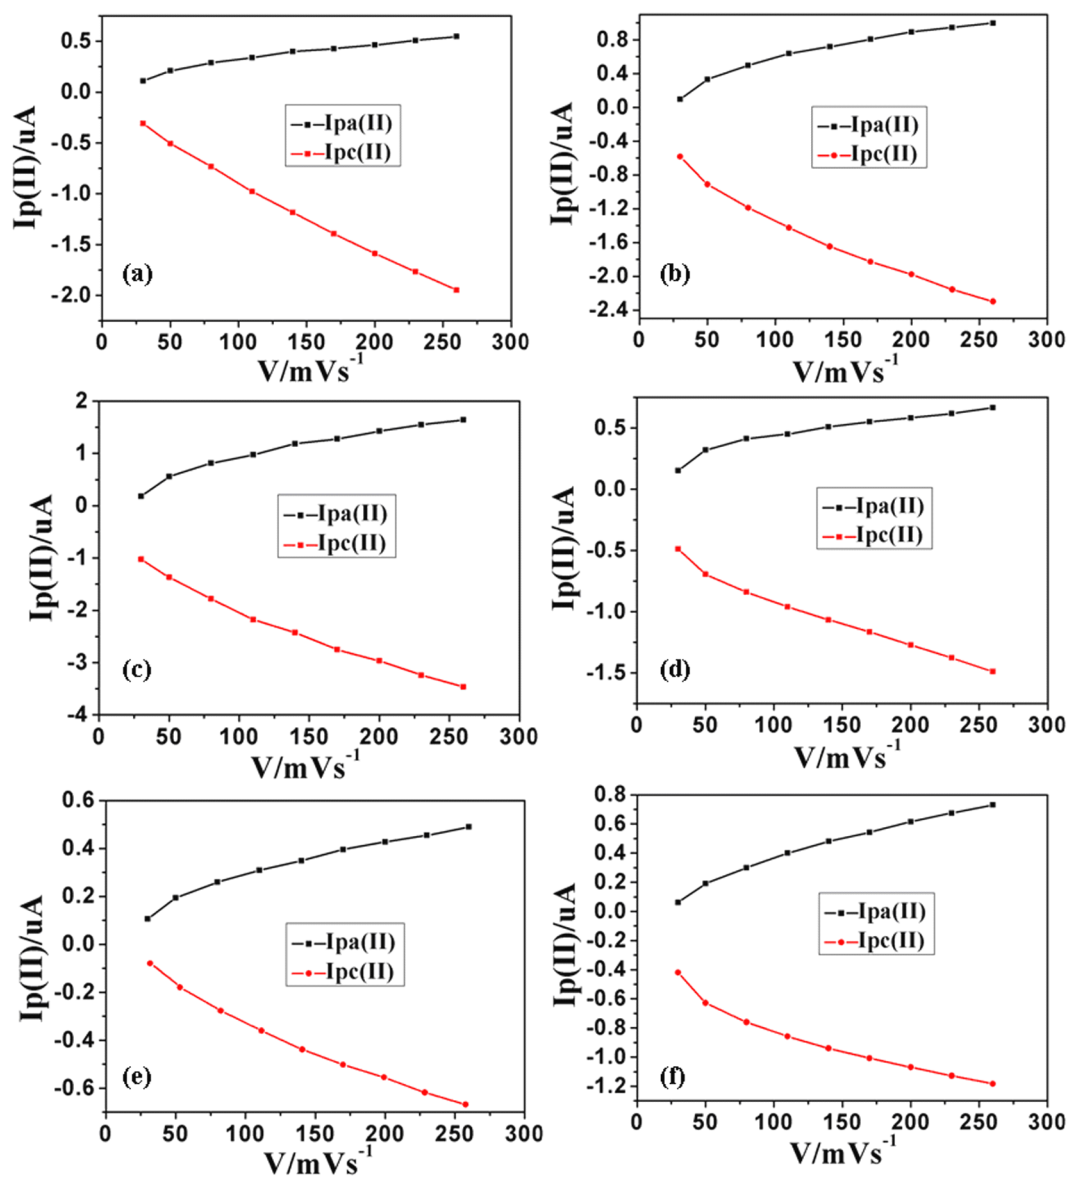 0.5
0.0
-0.5
-1.0
-1.5
-2.0
Ip(II)/uA
Ipa(II)
Ipc(II)
(a)
0 50 100 150 200 250 300
V/mVs-1
0.8
0.4
0.0
-0.4
-0.8
-1.2
-1.6
-2.0
-2.4
Ip(II)/uA
Ipa(II)
Ipc(II)
(b)
0 50 100 150 200 250 300
V/mVs-1
2
1
0
-1
-2
-3
-4
Ip(II)/uA
Ipa(II)
Ipc(II)
(c)
0 50 100 150 200 250 300
V/mVs-1
0.5
0.0
-0.5
-1.0
-1.5
Ip(II)/uA
Ipa(II)
Ipc(II)
(d)
0 50 100 150 200 250 300
V/mVs-1
0.6
0.4
0.2
0.0
-0.2
-0.4
-0.6
Ip(II)/uA
Ipa(II)
Ipc(II)
(e)
0 50 100 150 200 250 300
V/mVs-1
0.8
0.6
0.4
0.2
0.0
-0.2
-0.4
-0.6
-0.8
-1.0
-1.2
Ip(II)/uA
Ipa(II)
Ipc(II)
(f)
0 50 100 150 200 250 300
V/mVs-1